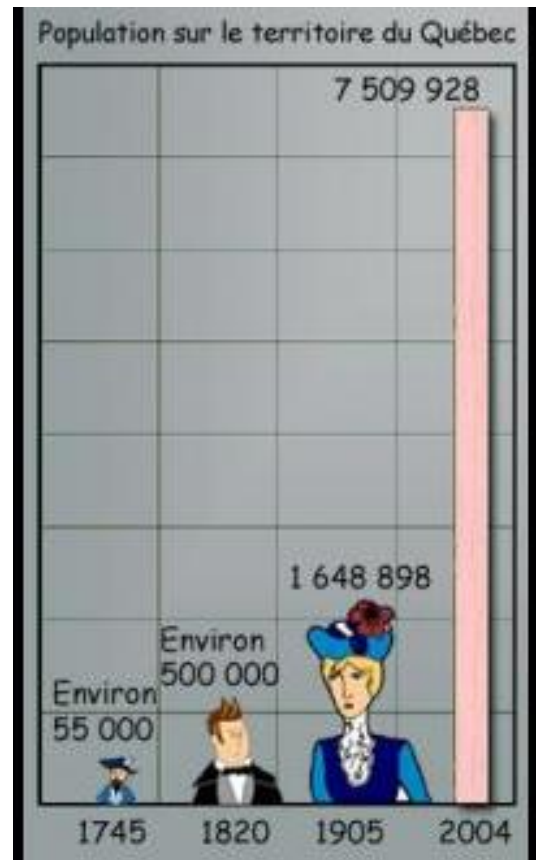 Population sur le territoire du Québec
7 509 928
1 648 898
Environ
500 000
Environ
55 000
1745 1820 1905 2004